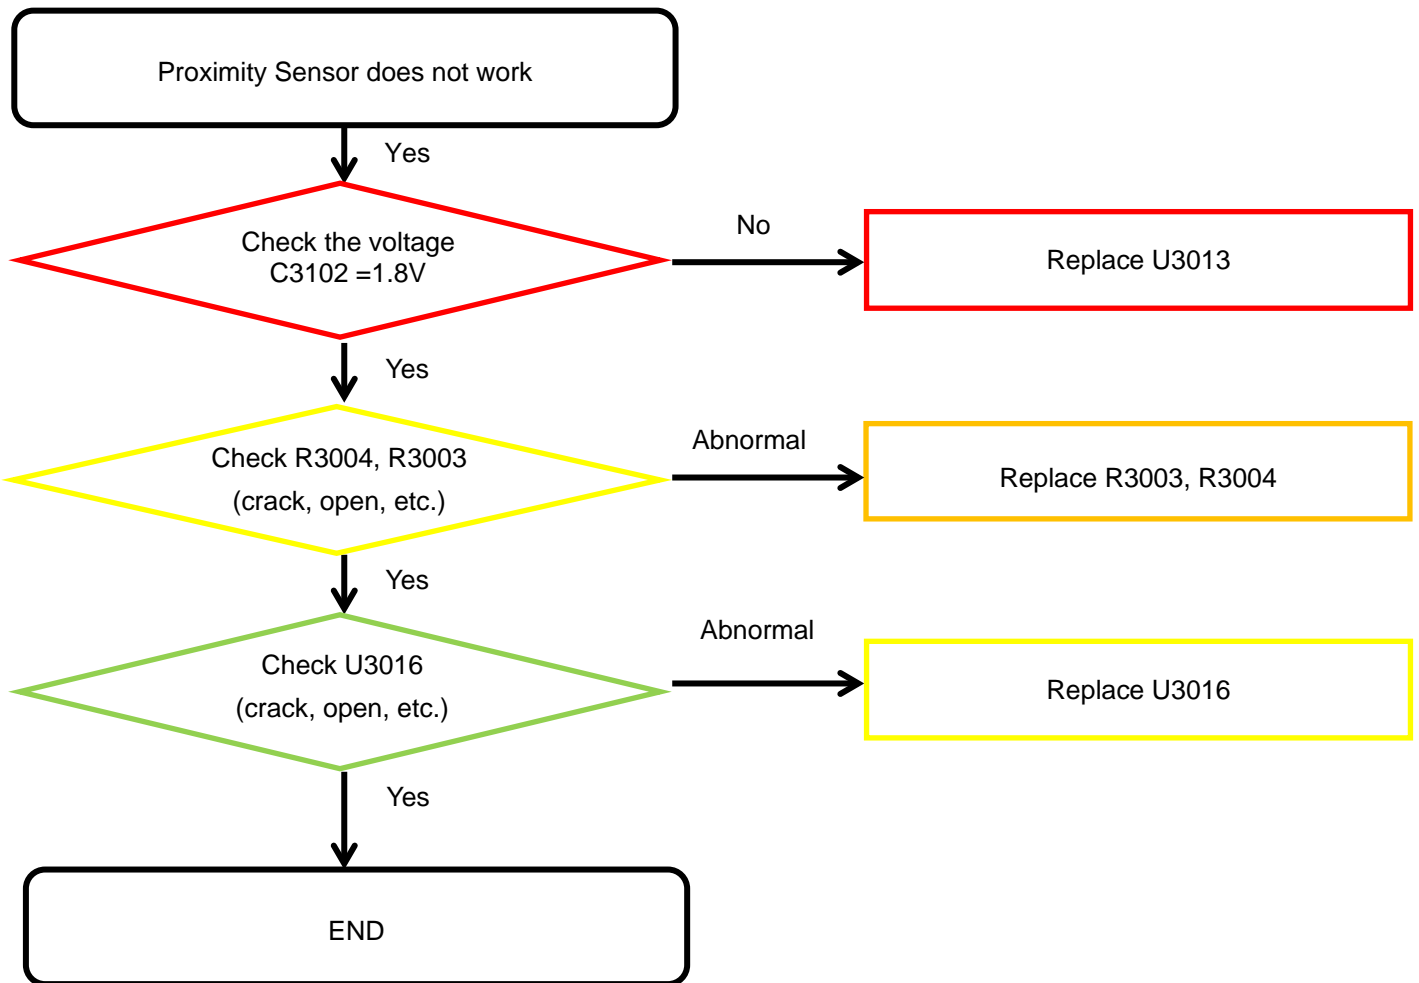 Proximity Sensor does not work
Yes
Check the voltage
C3102 =1.8V
No
Replace U3013
Yes
Check R3004, R3003
(crack, open, etc.)
Abnormal
Replace R3003, R3004
Yes
Check U3016
(crack, open, etc.)
Abnormal
Replace U3016
Yes
END